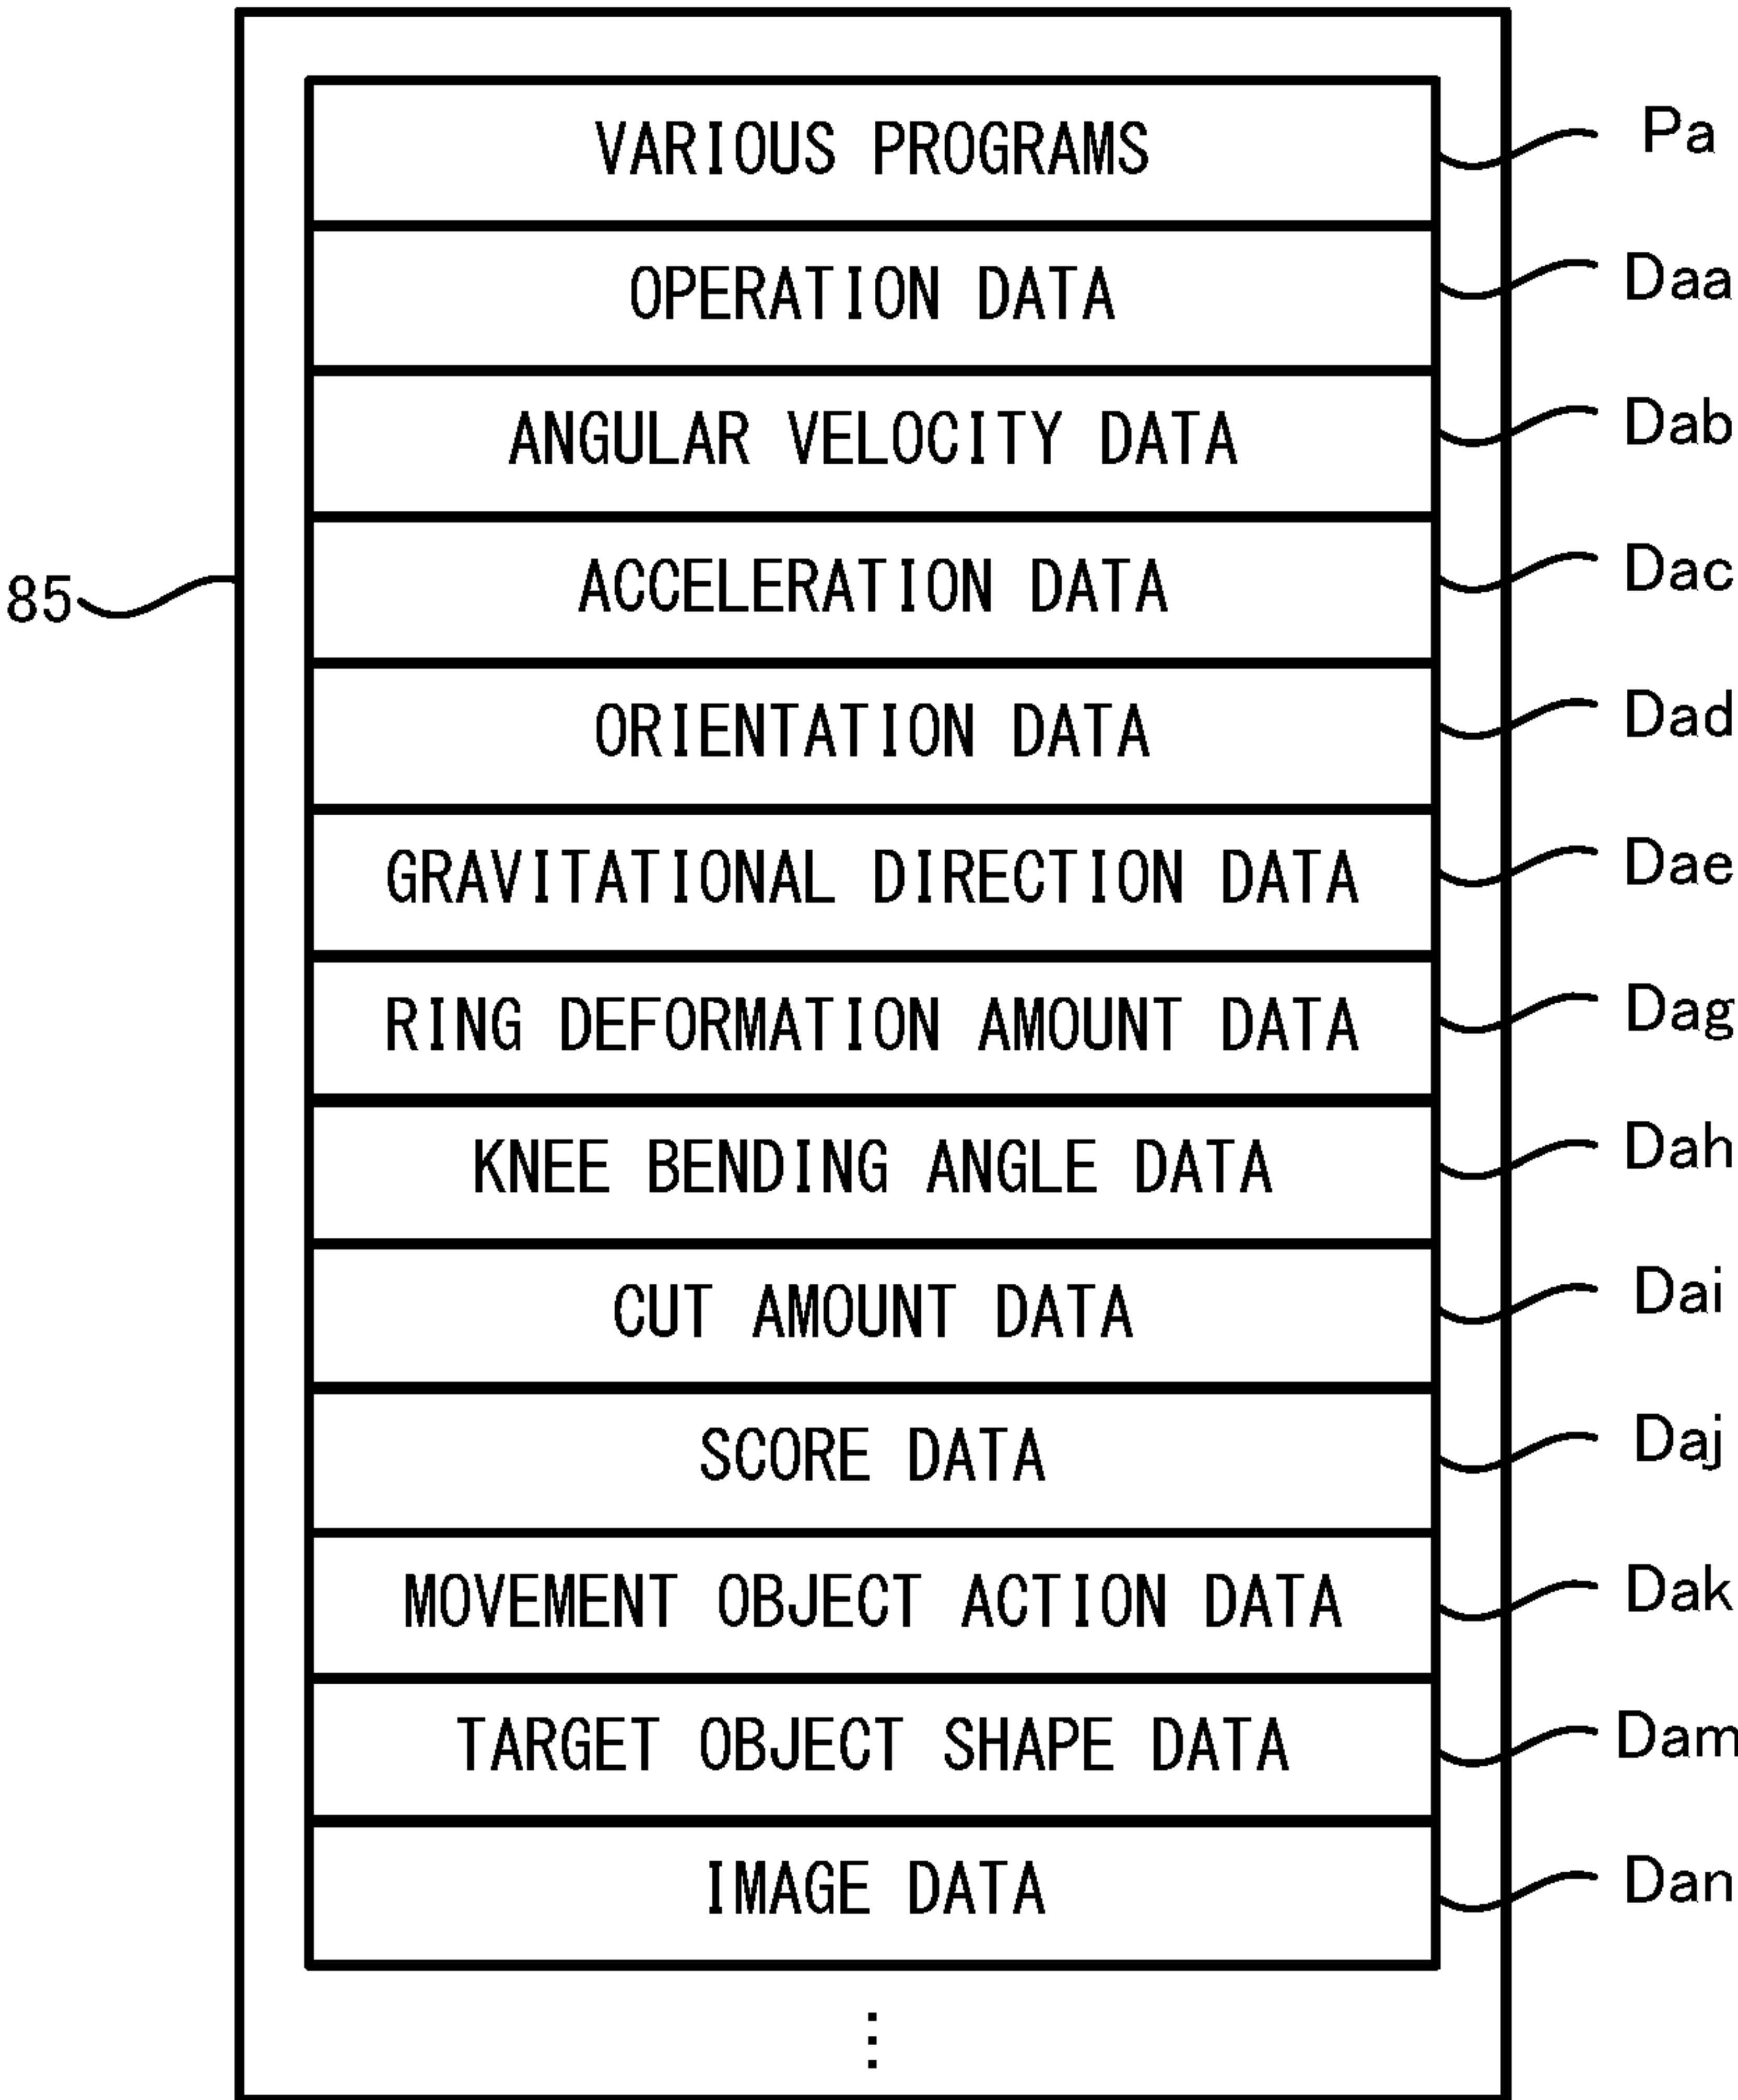 VARIOUS PROGRAMS Pa
OPERATION DATA Daa
ANGULAR VELOCITY DATA Dab
ACCELERATION DATA Dac
85
ORIENTATION DATA Dad
GRAVITATIONAL DIRECTION DATA Dae
RING DEFORMATION AMOUNT DATA Dag
KNEE BENDING ANGLE DATA Dah
CUT AMOUNT DATA Dai
SCORE DATA Daj
MOVEMENT OBJECT ACTION DATA Dak
TARGET OBJECT SHAPE DATA Dam
IMAGE DATA Dan
⋮